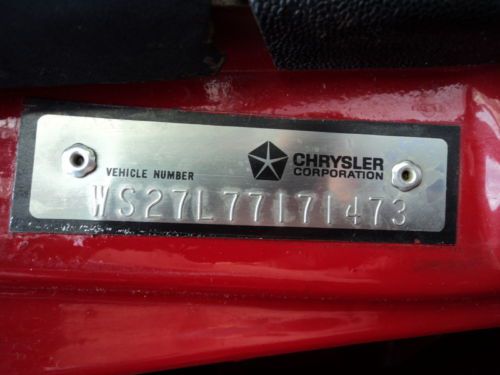 VEHICLE NUMBER
CHRYSLER
CORPORATION
WS27L77171473